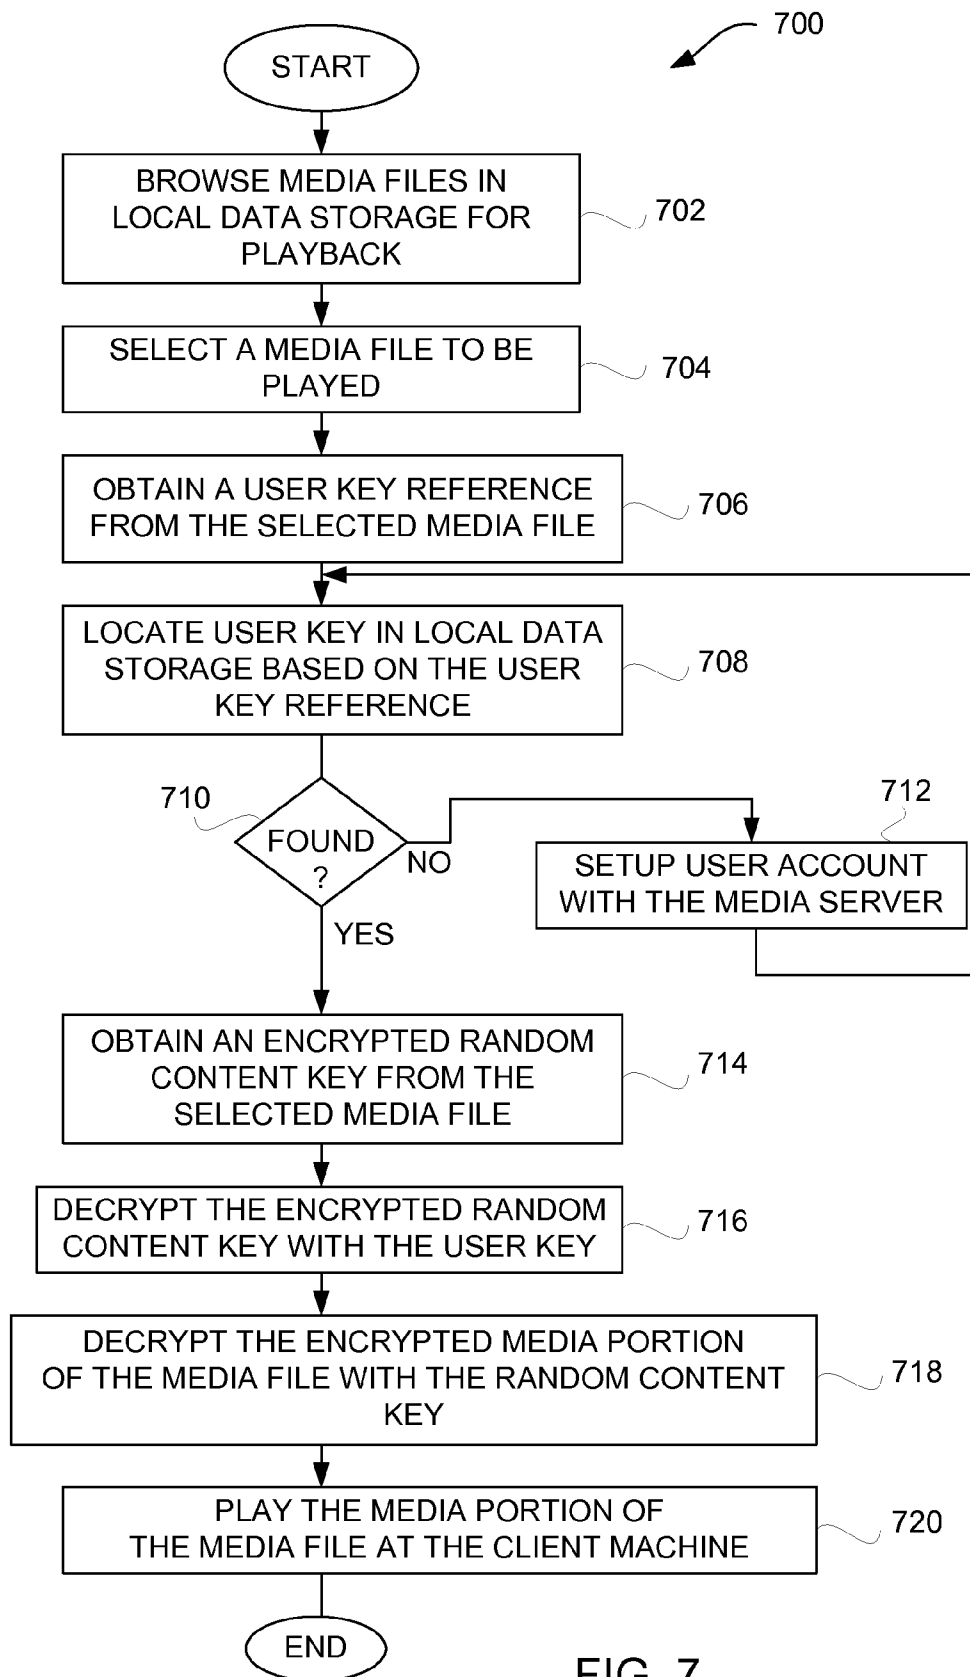 700
START
BROWSE MEDIA FILES IN
LOCAL DATA STORAGE FOR
PLAYBACK
702
SELECT A MEDIA FILE TO BE
PLAYED
704
OBTAIN A USER KEY REFERENCE
FROM THE SELECTED MEDIA FILE
706
LOCATE USER KEY IN LOCAL DATA
STORAGE BASED ON THE USER
KEY REFERENCE
708
710
FOUND
?
NO
YES
712
SETUP USER ACCOUNT
WITH THE MEDIA SERVER
OBTAIN AN ENCRYPTED RANDOM
CONTENT KEY FROM THE
SELECTED MEDIA FILE
714
DECRYPT THE ENCRYPTED RANDOM
CONTENT KEY WITH THE USER KEY
716
DECRYPT THE ENCRYPTED MEDIA PORTION
OF THE MEDIA FILE WITH THE RANDOM CONTENT
KEY
718
PLAY THE MEDIA PORTION OF
THE MEDIA FILE AT THE CLIENT MACHINE
720
END
FIG. 7